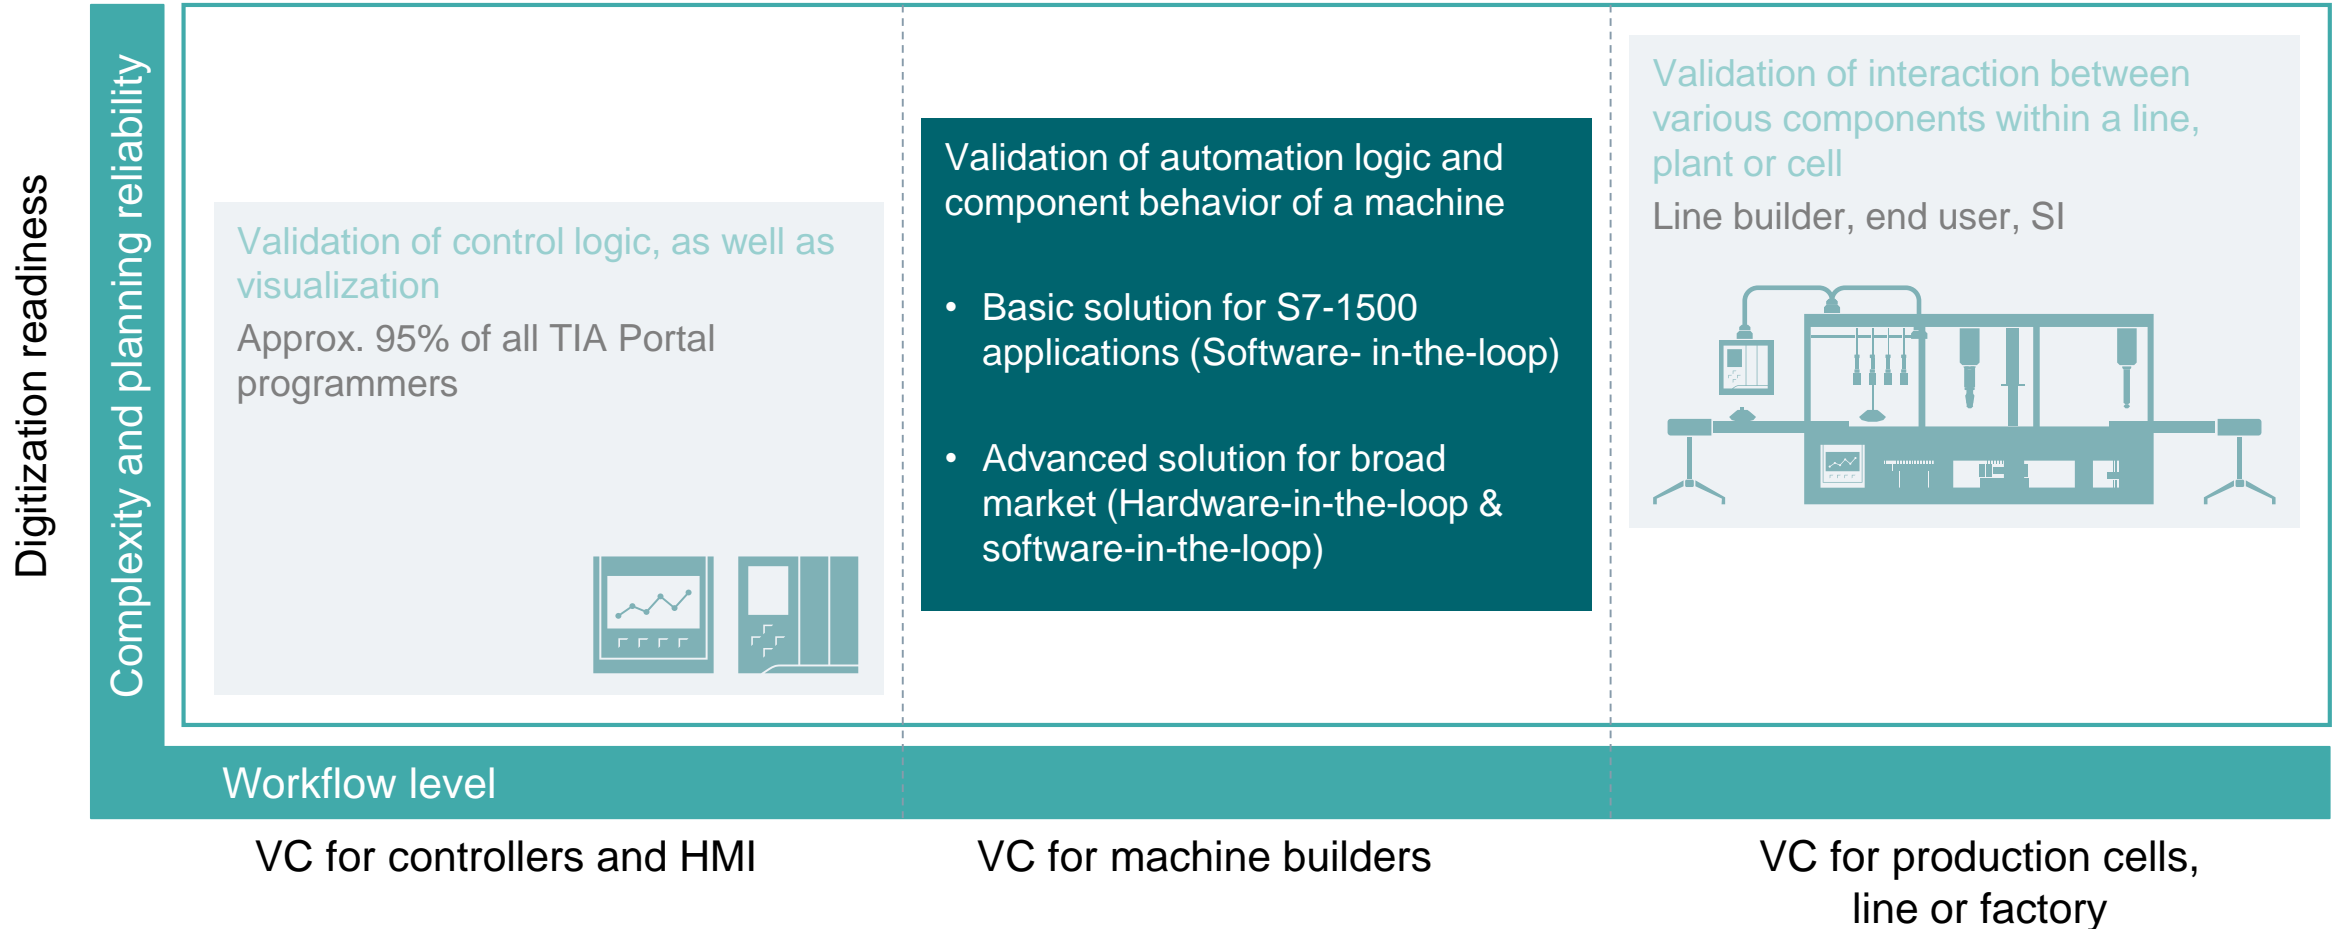 Digitization readiness
Complexity and planning reliability
Validation of control logic, as well as
visualization
Approx. 95% of all TIA Portal
programmers
Validation of automation logic and
component behavior of a machine
• Basic solution for S7-1500
applications (Software- in-the-loop)
• Advanced solution for broad
market (Hardware-in-the-loop &
software-in-the-loop)
Validation of interaction between
various components within a line,
plant or cell
Line builder, end user, SI
Workflow level
VC for controllers and HMI
VC for machine builders
VC for production cells,
line or factory